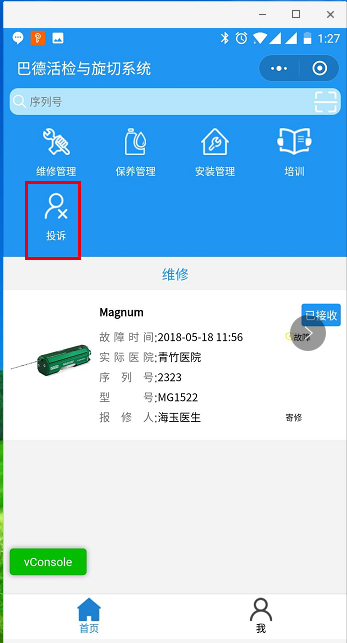 1:27
巴德活检与旋切系统
序列号
维修管理 保养管理 安装管理 培训
投诉
维修
Magnum
已接收
故障时间:2018-05-18 11:56
故障
实际医院:青竹医院
序列号:2323
型号:MG1522
报修人:海玉医生
寄修
vConsole
首页 我